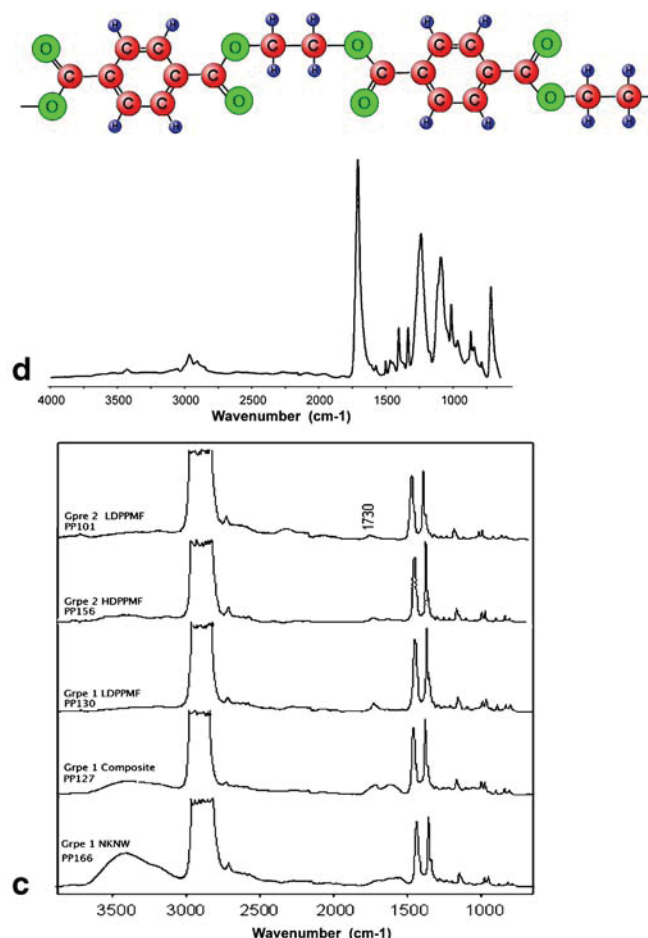 O C C C C O C C O C C C C O
H H H H H H H H H H H H
O C C C O C C C O C C
H H H H H H H H
d
4000 3500 3000 2500 2000 1500 1000
Wavenumber (cm-1)
Gpre 2 LDPPMF
PP101
1730
Grpe 2 HDPPMF
PP156
Grpe 1 LDPPMF
PP130
Grpe 1 Composite
PP127
Grpe 1 NKNW
PP166
c
3500 3000 2500 2000 1500 1000
Wavenumber (cm-1)